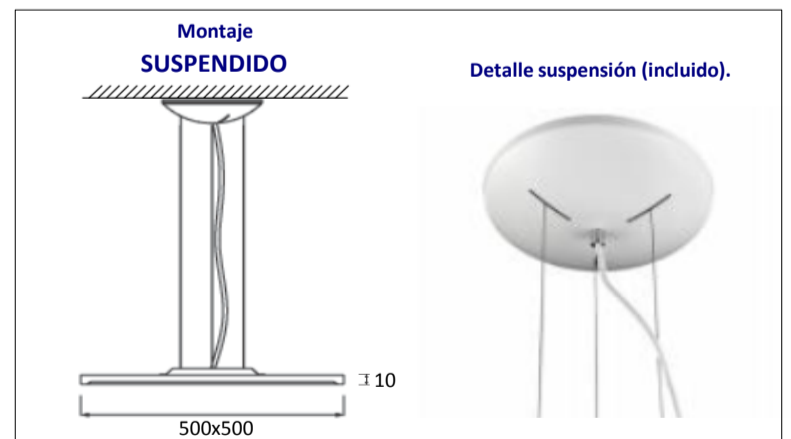 Montaje
SUSPENDIDO
Detalle suspensión (incluido).
10
500x500